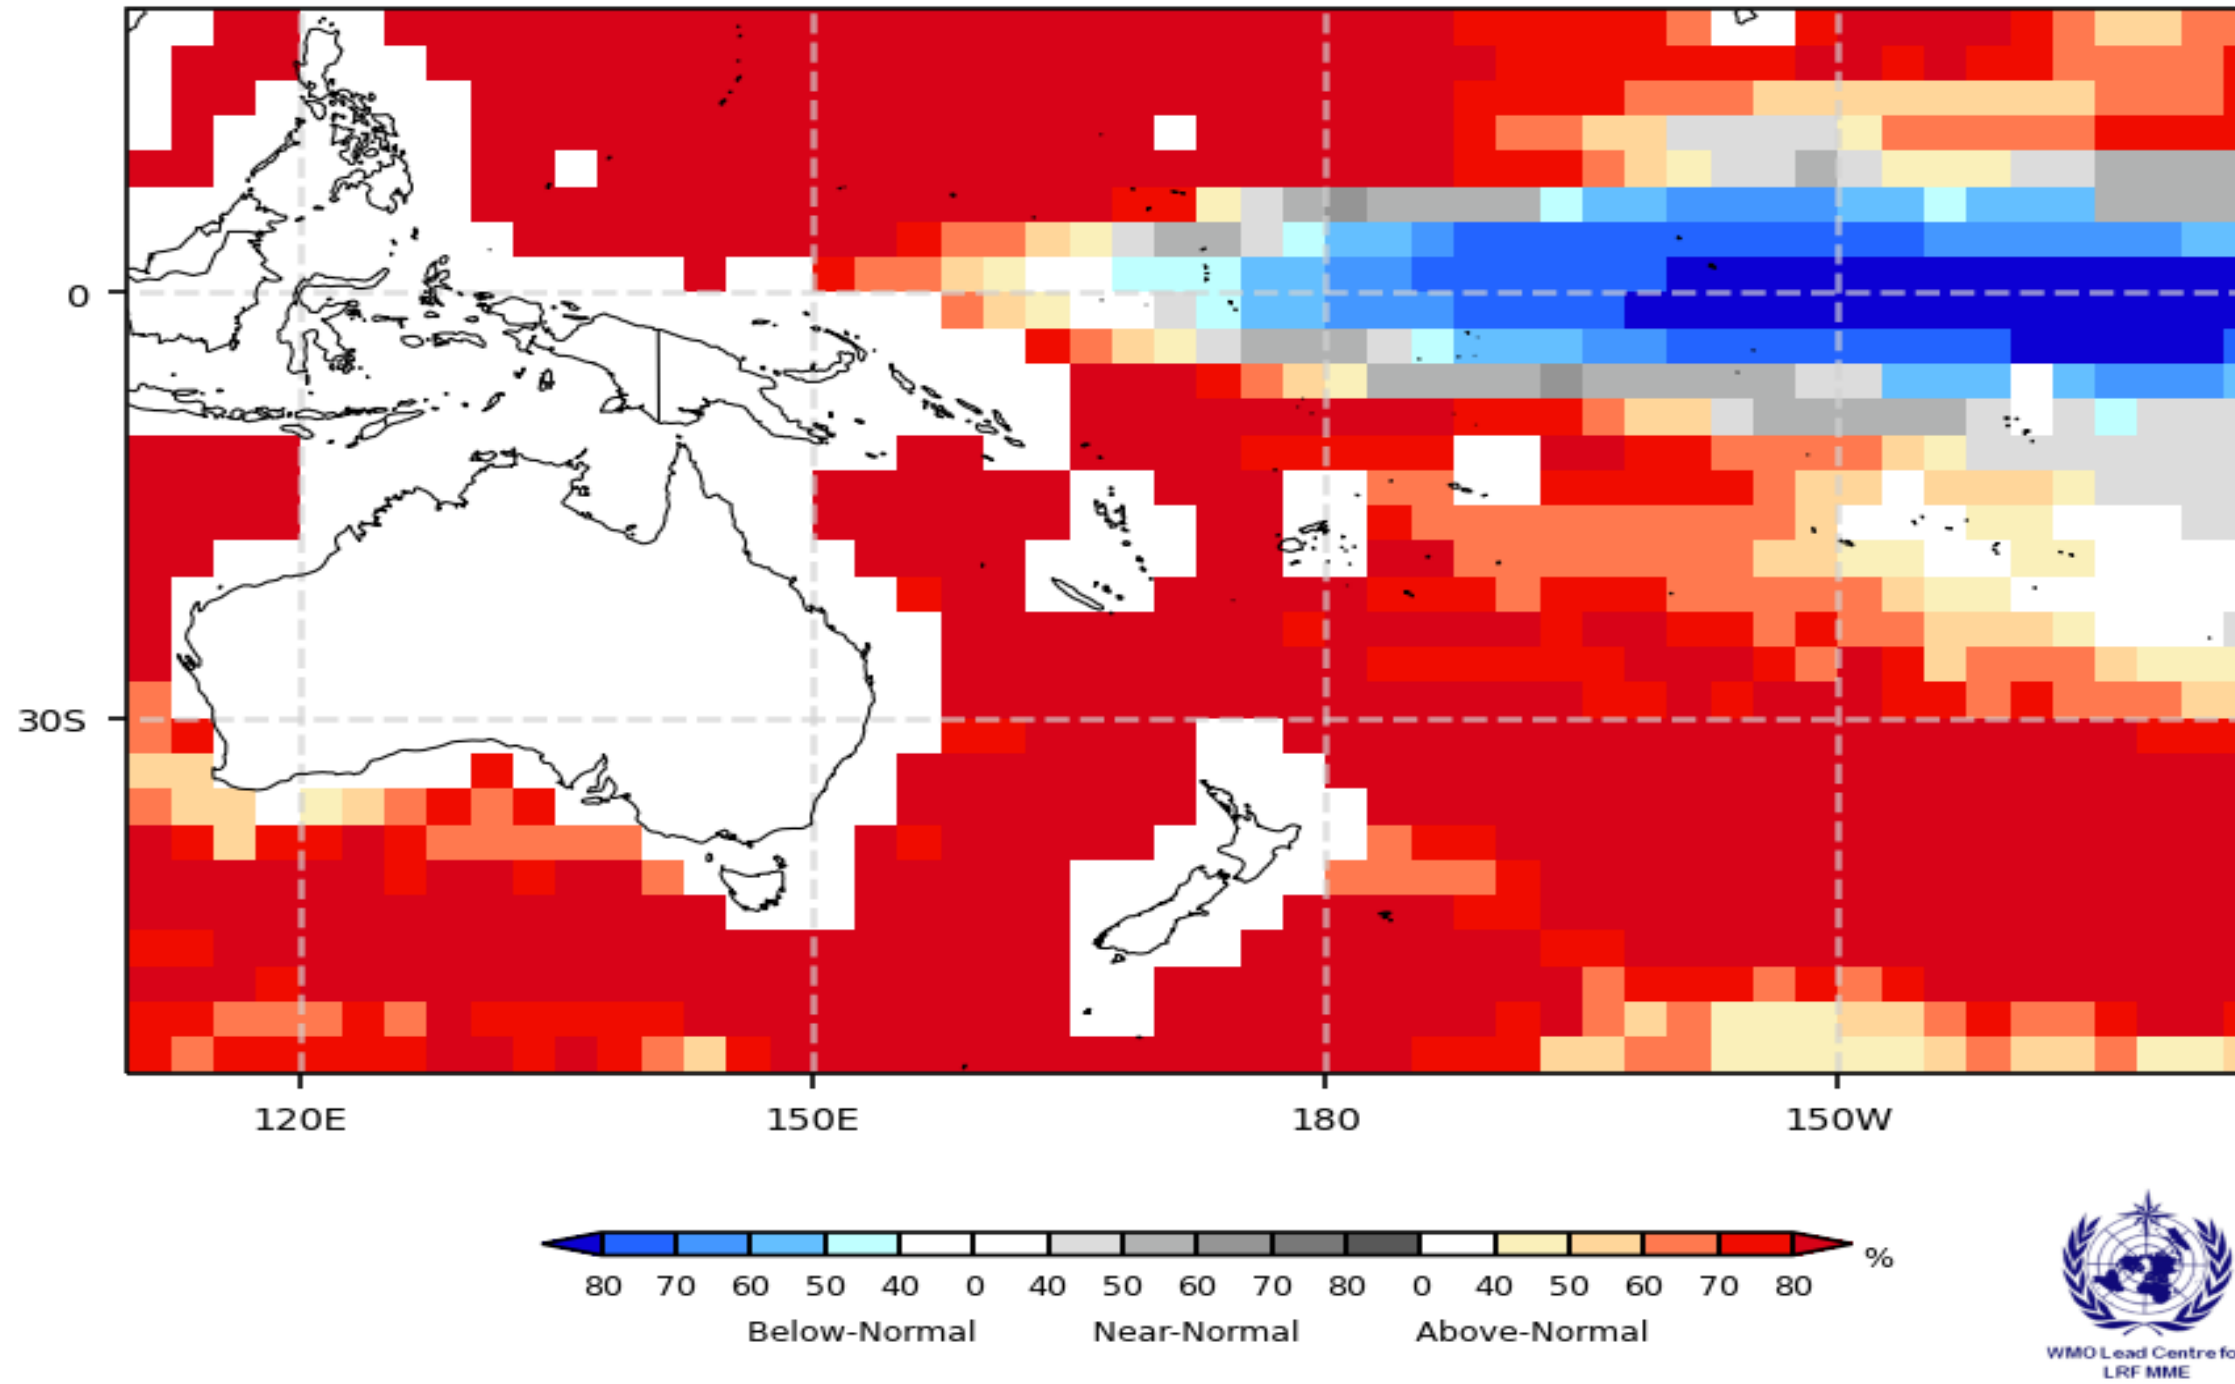 0
30S
120E 150E 180 150W
%
80 70 60 50 40 0 40 50 60 70 80 0 40 50 60 70 80
Below-Normal Near-Normal Above-Normal
WMO Lead Centre fo
LRF MME